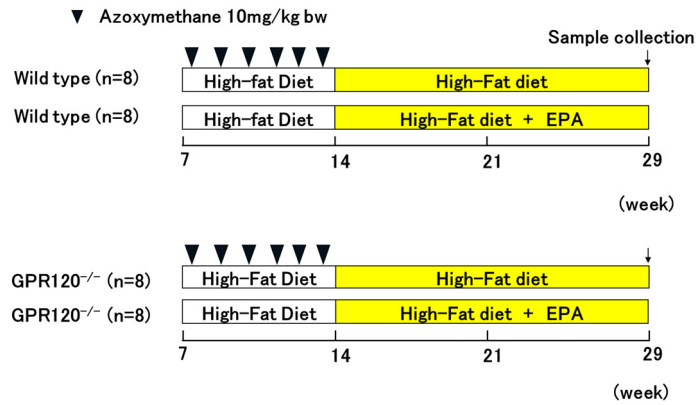 Azoxymethane 10mg/kg bw
Sample collection
Wild type (n=8) High-fat Diet High-Fat diet
Wild type (n=8) High-fat Diet High-Fat diet + EPA
7 14 21 29
(week)
GPR120−/− (n=8) High-Fat Diet High-Fat diet
GPR120−/− (n=8) High-Fat Diet High-Fat diet + EPA
7 14 21 29
(week)